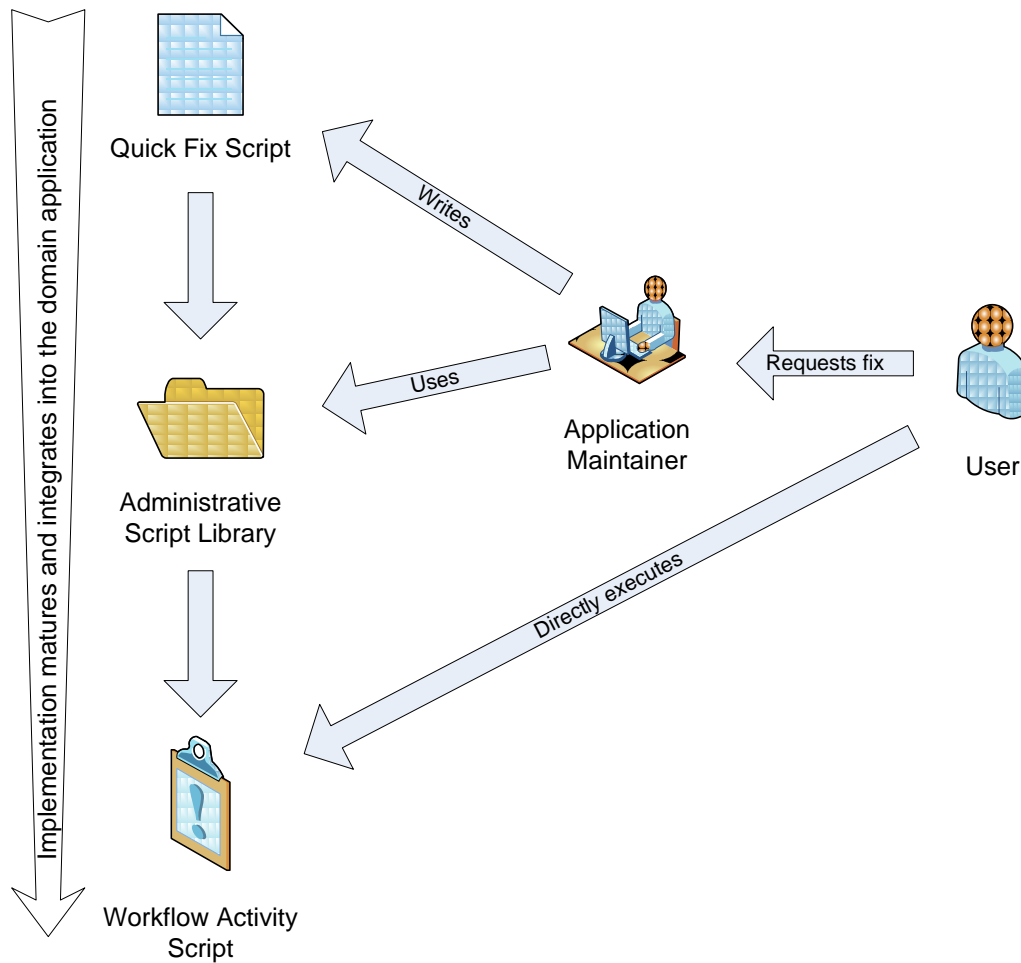 Implementation matures and integrates into the domain application
Quick Fix Script
Writes
Requests fix
Uses
Application
Maintainer
User
Administrative
Script Library
Directly executes
Workflow Activity
Script